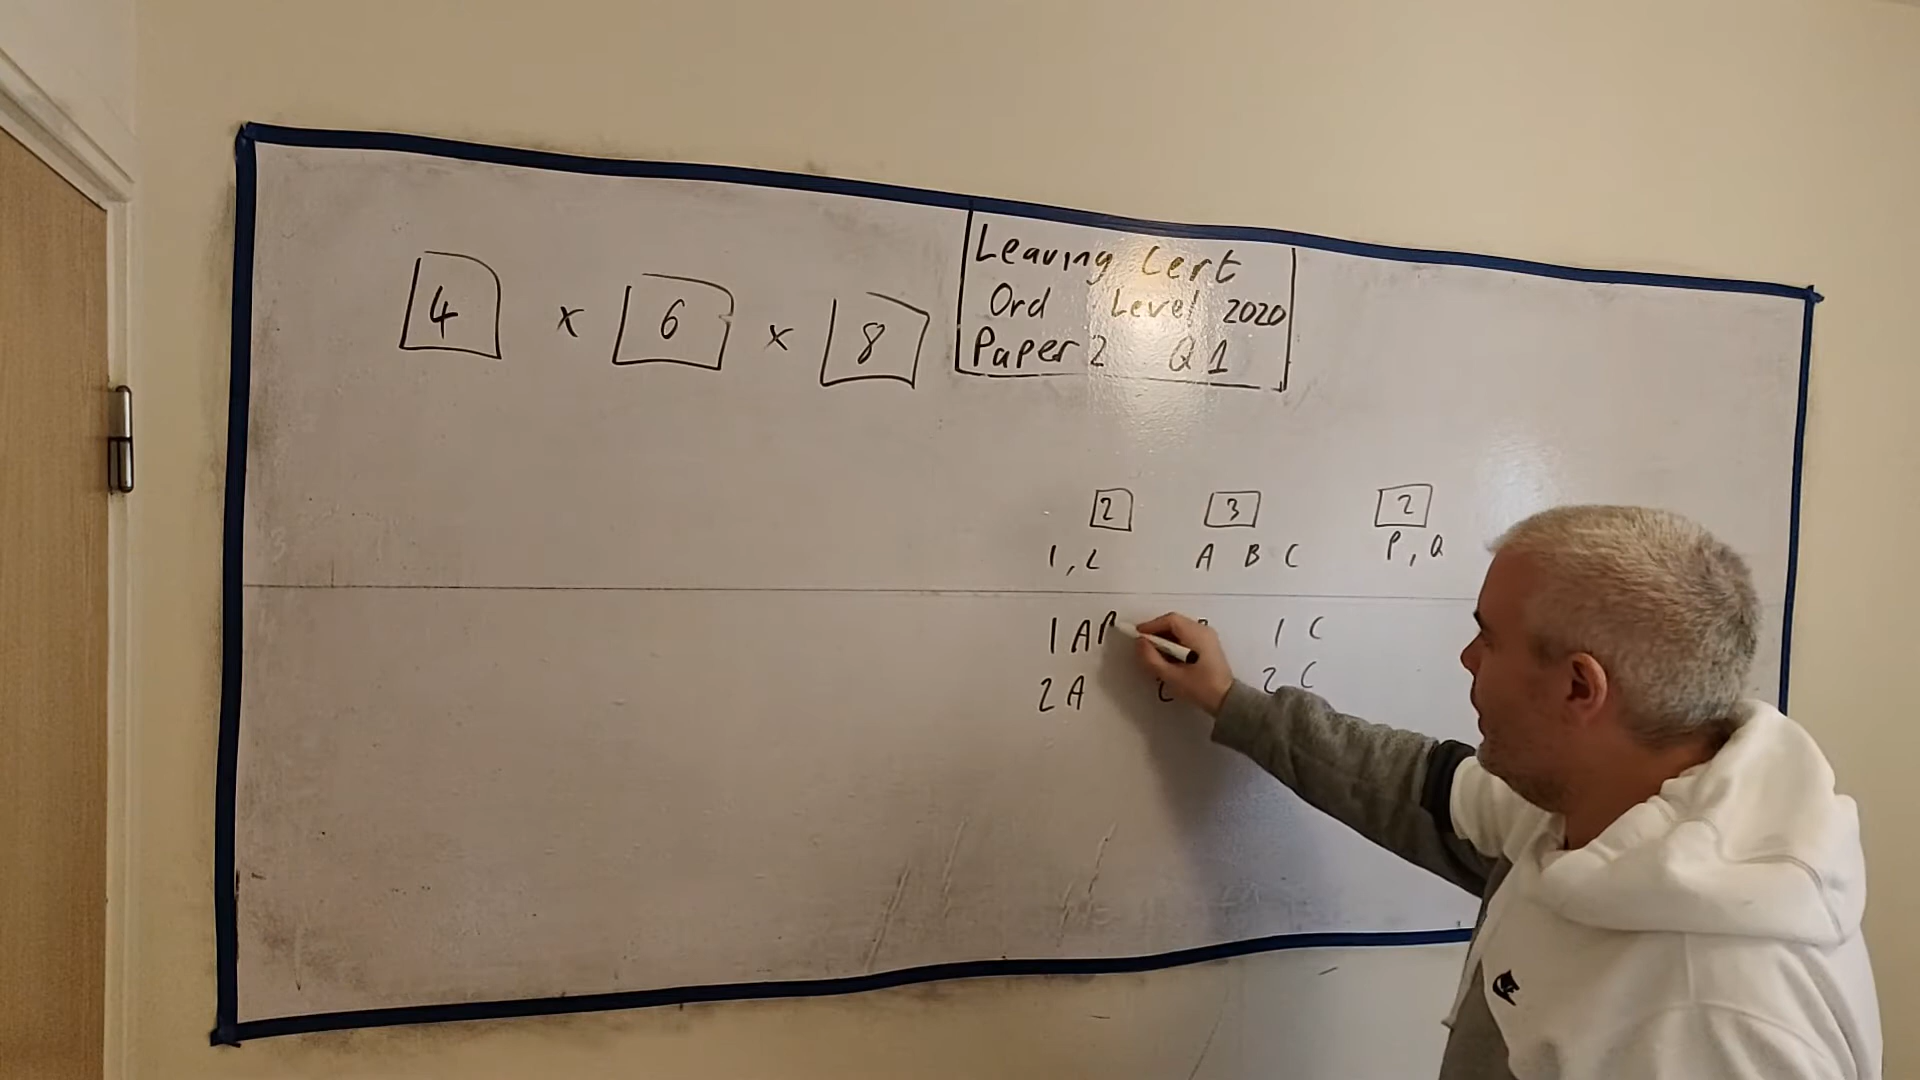 4 x 6 x 8
Leaving Cert
Ord Level 2020
Paper 2 Q1
2 3 2
1, 2 A B C P, Q
1 A P 1 C
2 A 2 2 C